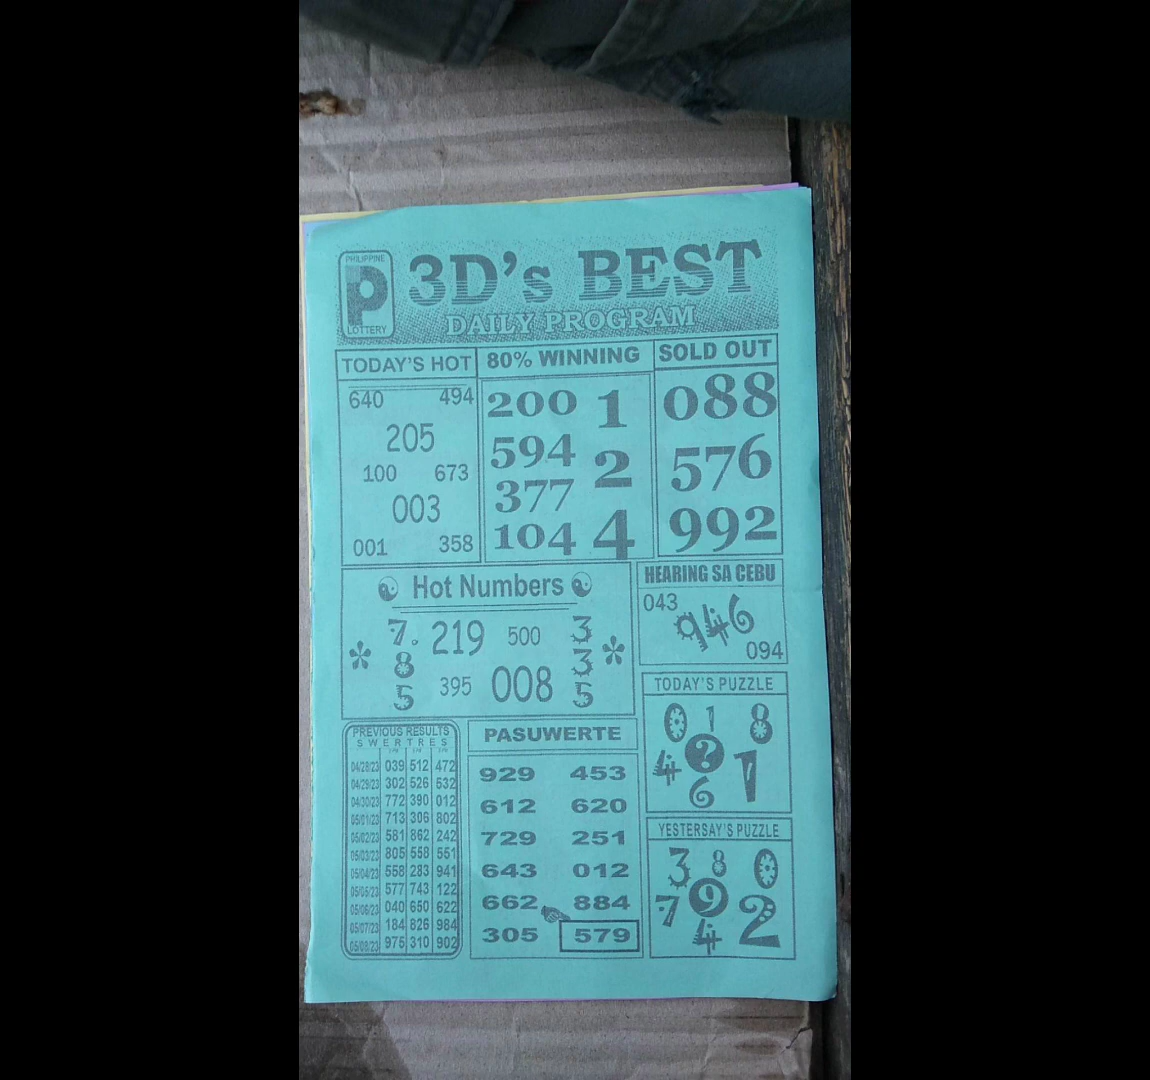 PHILIPPINE
P
LOTTERY
3D's BEST
DAILY PROGRAM
TODAY'S HOT
640 494
205
100 673
003
001 358
80% WINNING
200 1
594 2
377
104 4
SOLD OUT
088
576
992
Hot Numbers
7. 219 500 3
* 8 3 *
5 395 008 5
HEARING SA CEBU
043
946
094
TODAY'S PUZZLE
0 1 8
4 ? 1
6
PREVIOUS RESULTS
SWERTRES
04/28/23 039 512 472
04/29/23 302 526 532
04/30/23 772 390 012
05/01/23 713 306 802
05/02/23 581 862 242
05/03/23 805 558 551
05/04/23 558 283 941
05/05/23 577 743 122
05/06/23 040 650 622
05/07/23 184 826 984
05/08/23 975 310 902
PASUWERTE
929 453
612 620
729 251
643 012
662 884
305 579
YESTERSAY'S PUZZLE
3 8 0
7 9 2
4